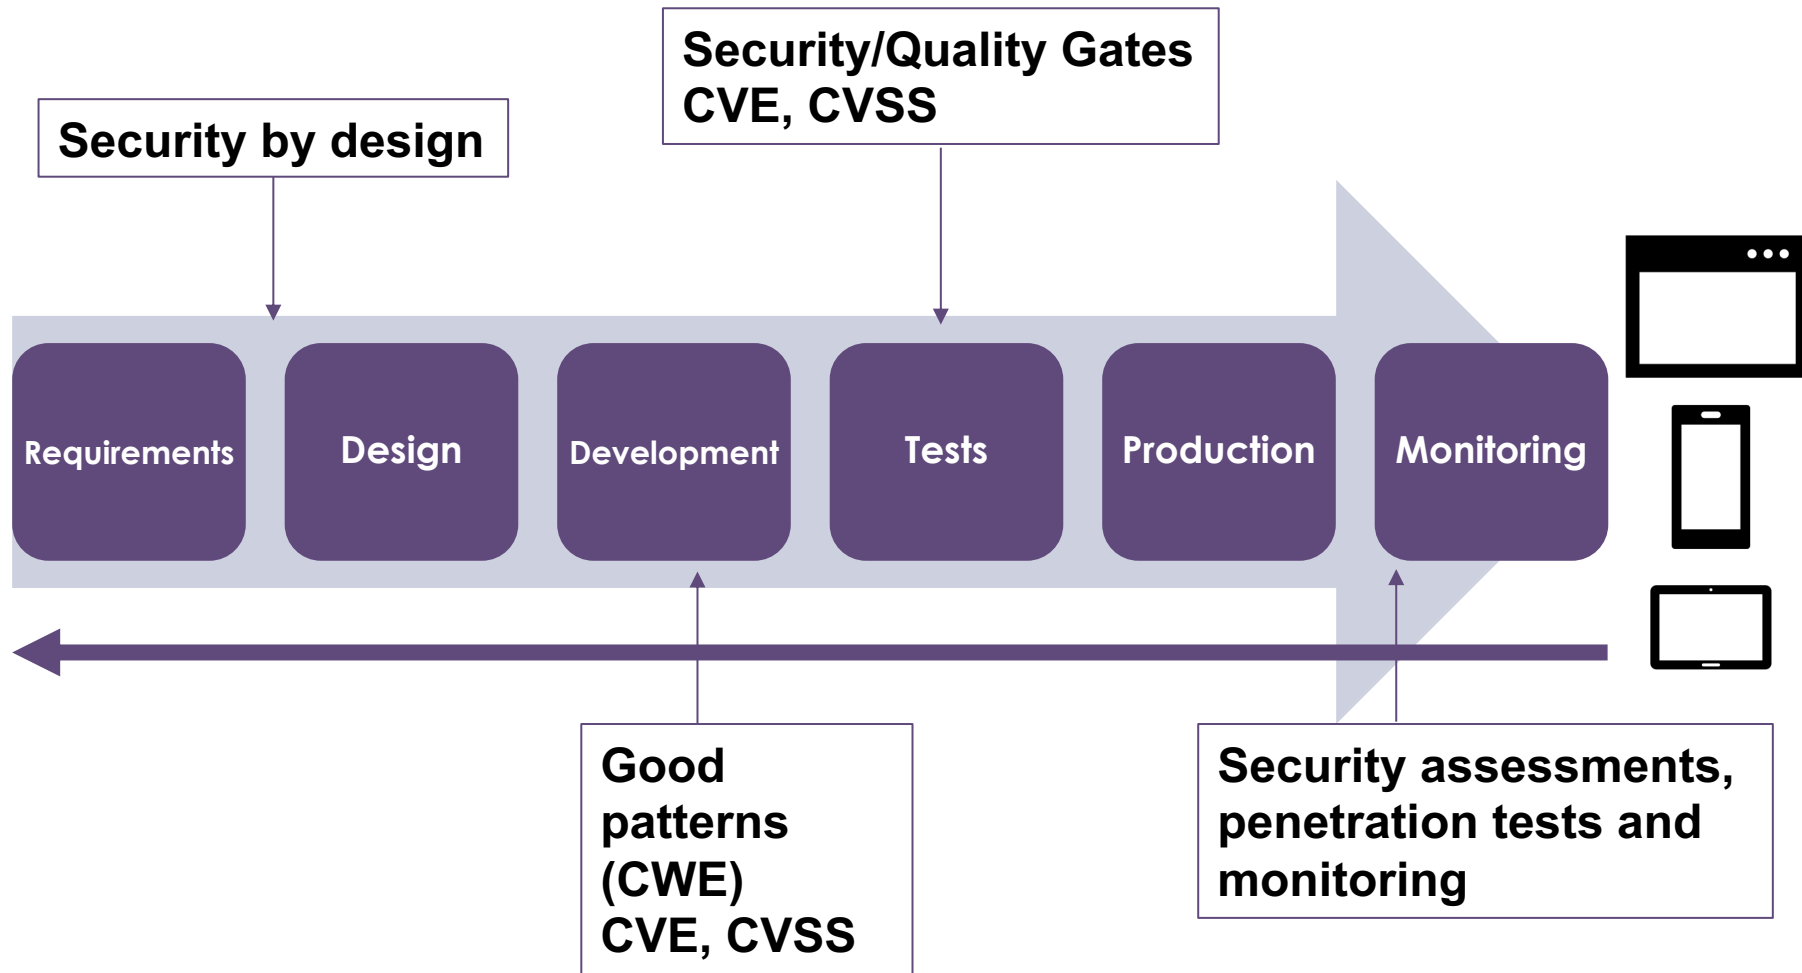 Security/Quality Gates
CVE, CVSS
Security by design
Requirements
Design
Development
Tests
Production
Monitoring
Good
patterns
(CWE)
CVE, CVSS
Security assessments,
penetration tests and
monitoring